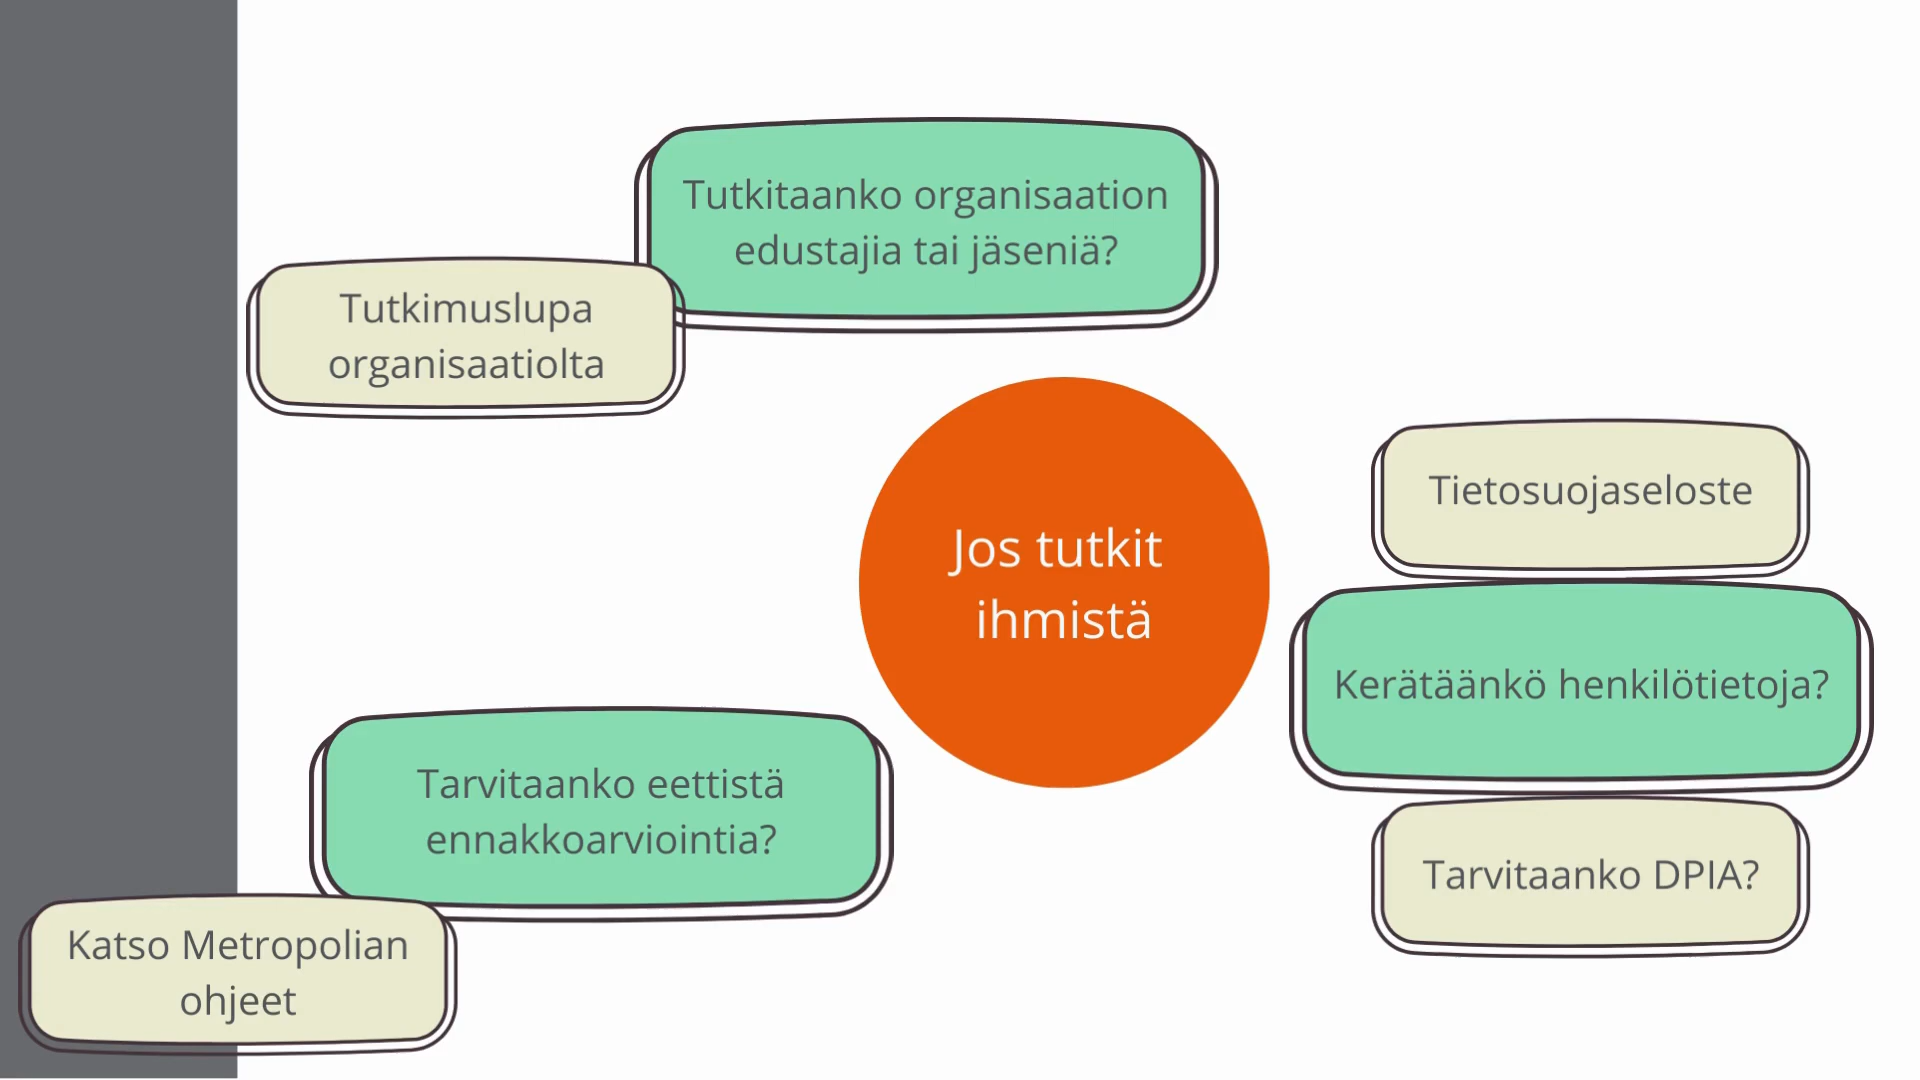 Tutkitaanko organisaation
edustajia tai jäseniä?
Tutkimuslupa
organisaatiolta
Jos tutkit
ihmistä
Tietosuojaseloste
Kerätäänkö henkilötietoja?
Tarvitaanko DPIA?
Tarvitaanko eettistä
ennakkoarviointia?
Katso Metropolian
ohjeet